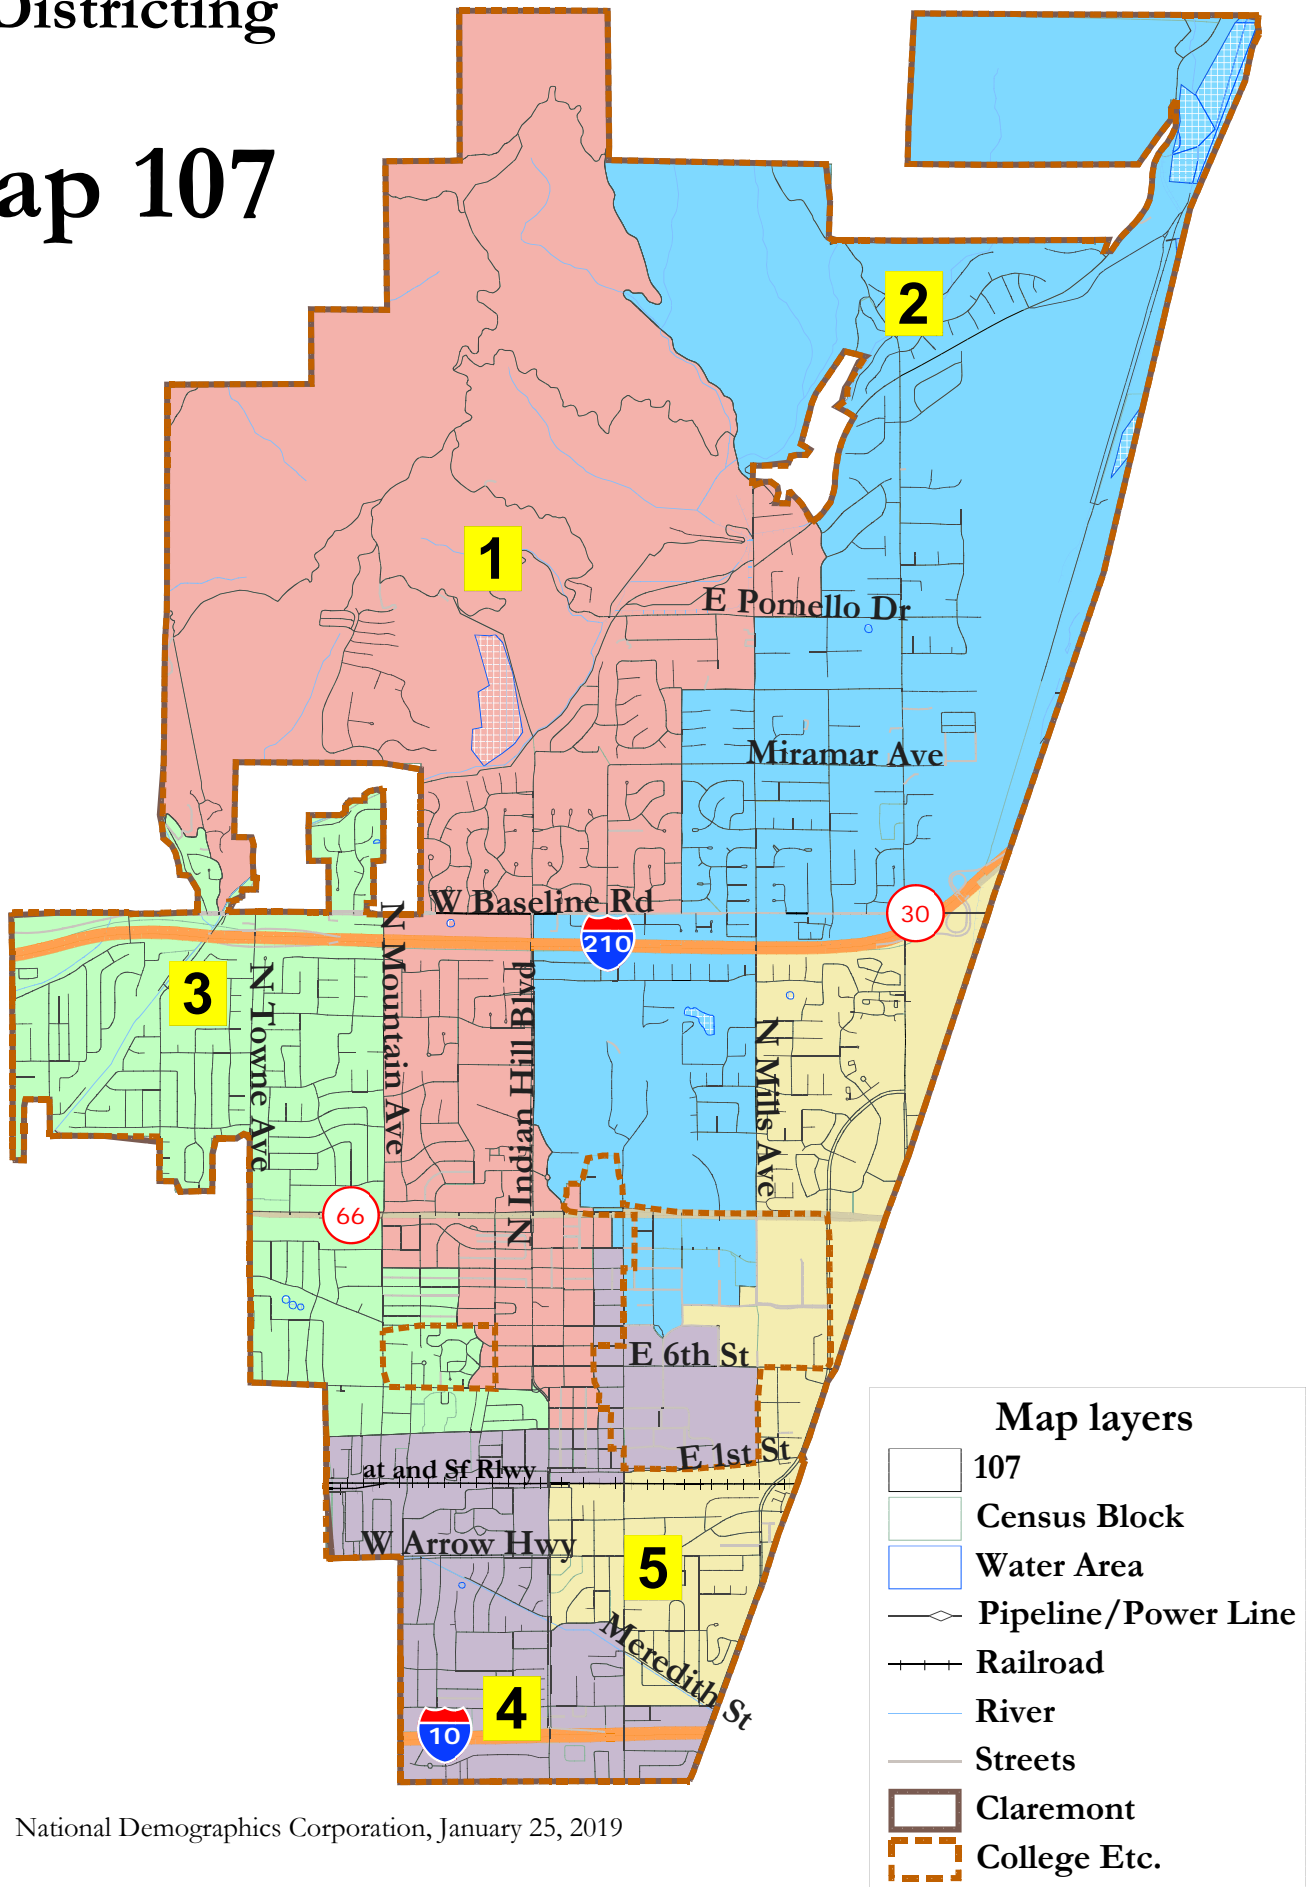 Districting
ap 107
2
1
E Pomello Dr
Miramar Ave
W Baseline Rd
30
210
3
N Towne Ave
N Mountain Ave
N Indian Hill Blvd
N Mills Ave
66
E 6th St
E 1st St
at and Sf Rlwy
W Arrow Hwy
5
Meredith St
4
10
Map layers
107
Census Block
Water Area
Pipeline/Power Line
Railroad
River
Streets
Claremont
College Etc.
National Demographics Corporation, January 25, 2019